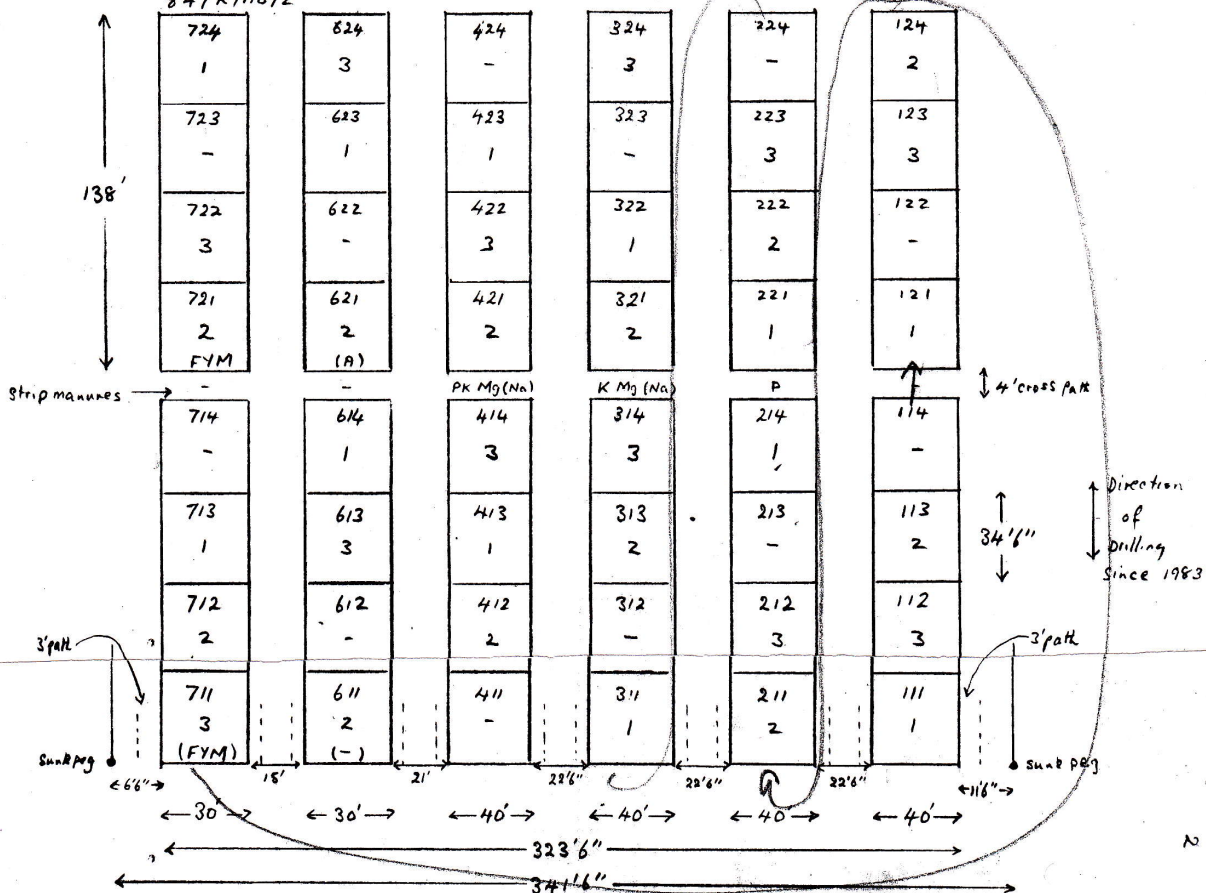 84/R/HB/2
724 624 424 324 224 124
1 3 - 3 - 2
723 623 423 323 223 123
- 1 1 - 3 3
138'
722 622 422 322 222 122
3 - 3 1 2 -
721 621 421 321 221 121
2 2 2 2 1 1
FYM (A)
Strip manures - - PK Mg (Na) K Mg (Na) P - 4' cross path
714 614 414 314 214 114
- 1 3 3 1 -
Direction
of
Drilling
Since 1983
713 613 413 313 213 113
1 3 1 2 - 2
34'6"
712 612 412 312 212 112
2 - 2 - 3 3
3' path 3' path
711 611 411 311 211 111
3 2 - 1 2 1
(FYM) (-)
sunk peg sunk peg
6'6" 15' 21' 22'6" 22'6" 22'6" 11'6"
30' 30' 40' 40' 40' 40'
323'6"
N
341'6"